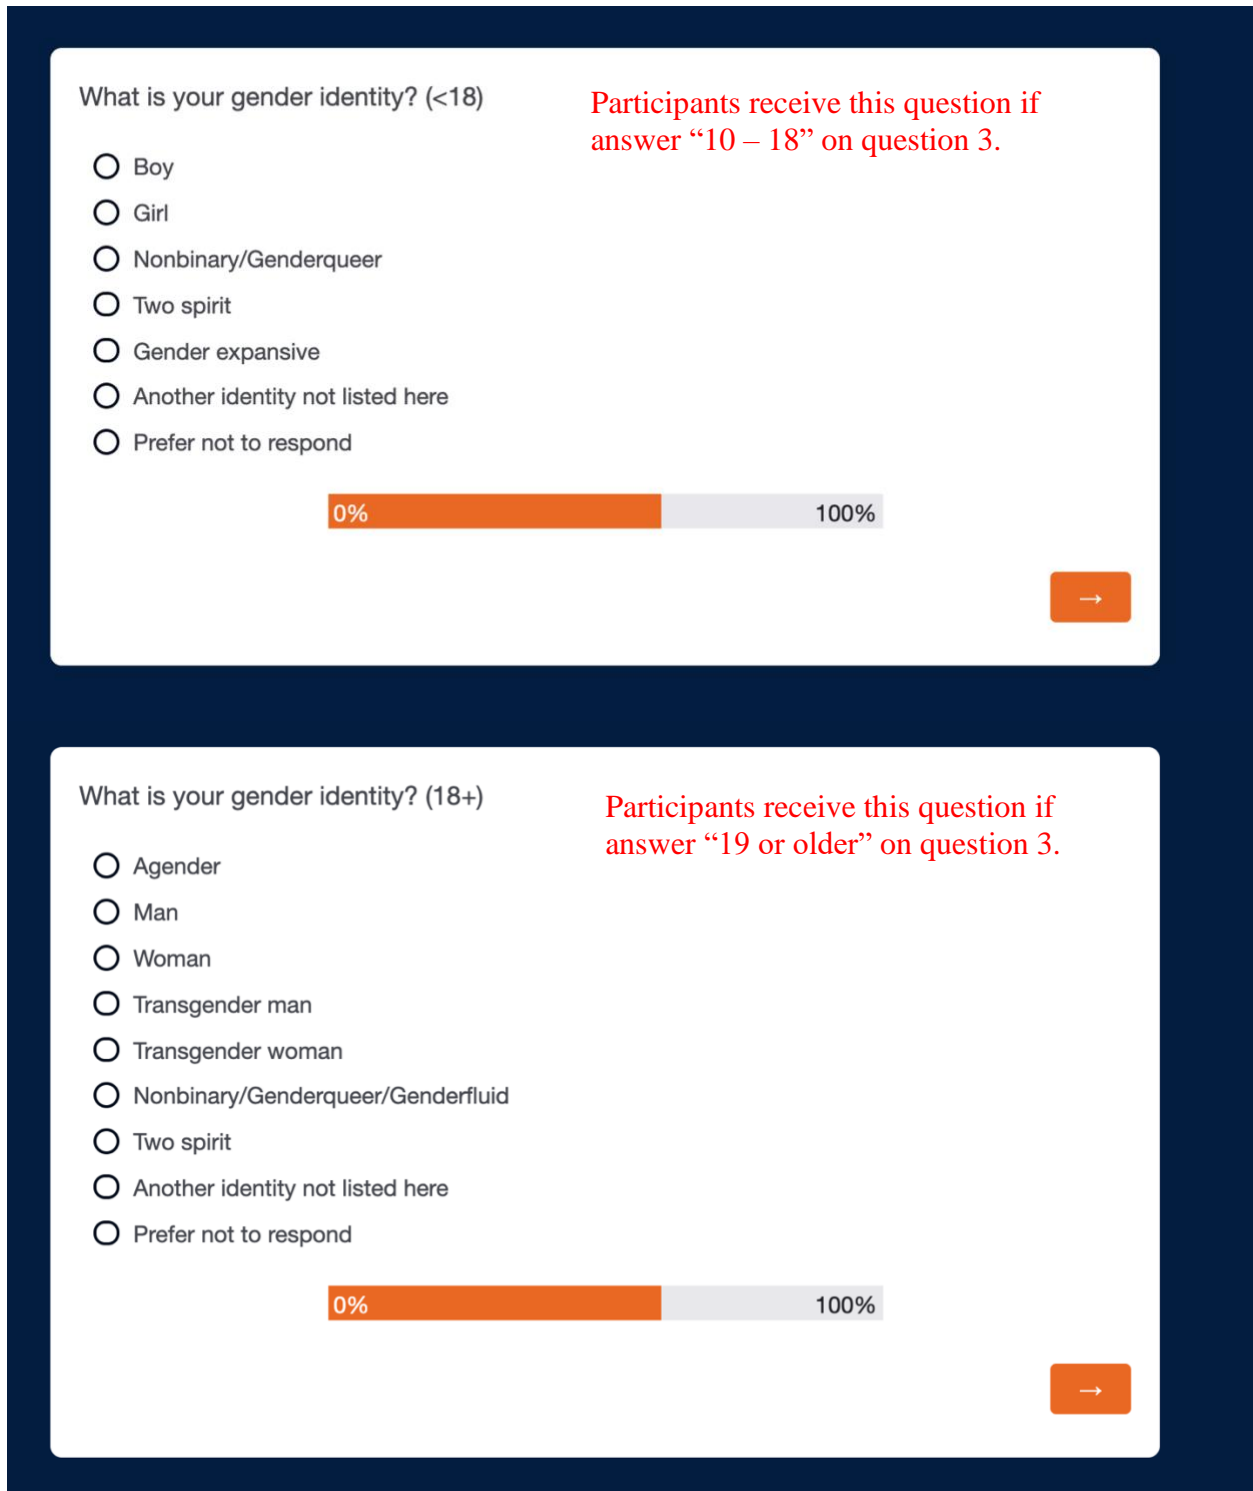 What is your gender identity? (<18)
Participants receive this question if
answer “10 – 18” on question 3.
Boy
Girl
Nonbinary/Genderqueer
Two spirit
Gender expansive
Another identity not listed here
Prefer not to respond
0% 100%
→
What is your gender identity? (18+)
Participants receive this question if
answer “19 or older” on question 3.
Agender
Man
Woman
Transgender man
Transgender woman
Nonbinary/Genderqueer/Genderfluid
Two spirit
Another identity not listed here
Prefer not to respond
0% 100%
→